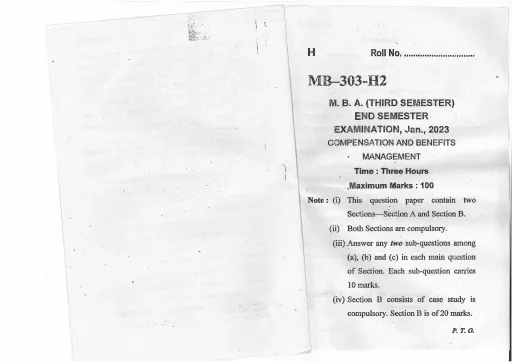 H Roll No. ..............................
MB–303–H2
M. B. A. (THIRD SEMESTER)
END SEMESTER
EXAMINATION, Jan., 2023
COMPENSATION AND BENEFITS
MANAGEMENT
Time : Three Hours
Maximum Marks : 100
Note : (i) This question paper contain two
Sections—Section A and Section B.
(ii) Both Sections are compulsory.
(iii) Answer any two sub-questions among
(a), (b) and (c) in each main question
of Section. Each sub-question carries
10 marks.
(iv) Section B consists of case study is
compulsory. Section B is of 20 marks.
P. T. O.